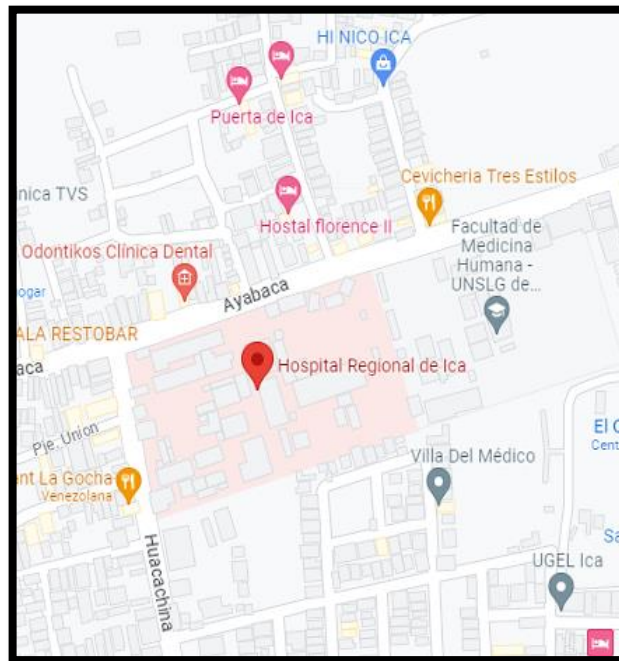 HI NICO ICA
Puerta de Ica
Cevicheria Tres Estilos
nica TVS
Hostal florence II
Facultad de
Medicina
Humana -
UNSLG de...
Odontikos Clínica Dental
ogar
Ayabaca
ALA RESTOBAR
aca
Hospital Regional de Ica
Pje. Union
El C
Cent
Villa Del Médico
ant La Gocha
Venezolana
Huacachina
Sa
UGEL Ica